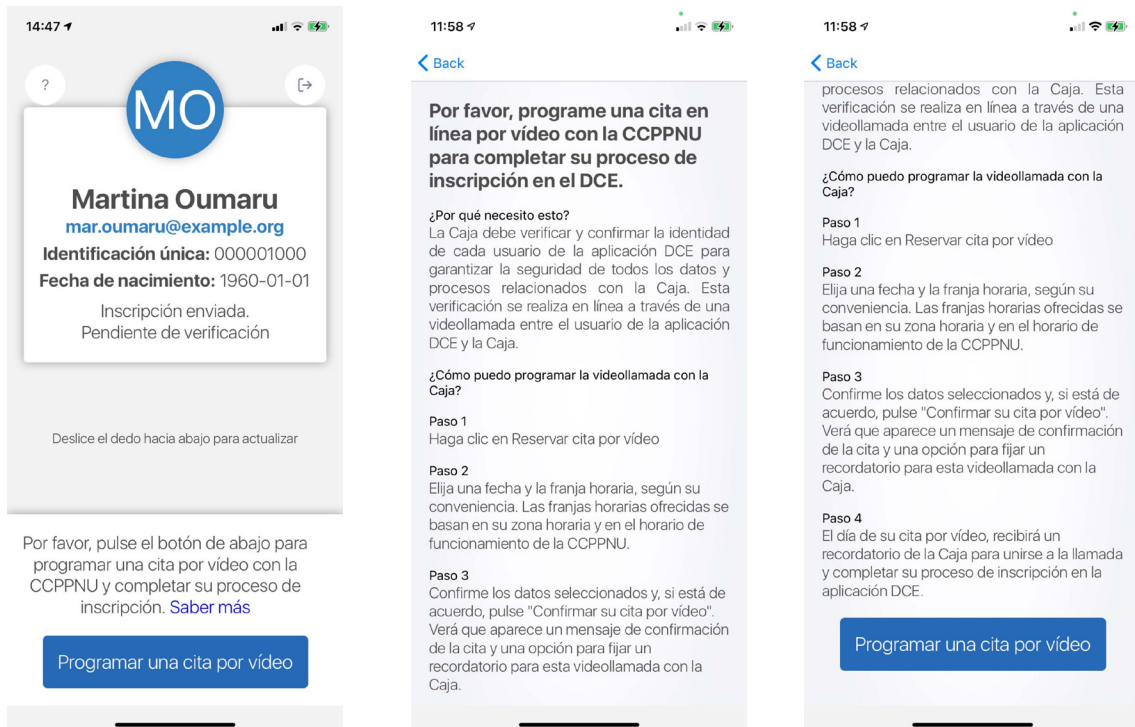 14:47
?
MO
Martina Oumaru
mar.oumaru@example.org
Identificación única: 000001000
Fecha de nacimiento: 1960-01-01
Inscripción enviada.
Pendiente de verificación
Deslice el dedo hacia abajo para actualizar
Por favor, pulse el botón de abajo para
programar una cita por vídeo con la
CCPPNU y completar su proceso de
inscripción. Saber más
Programar una cita por vídeo
11:58
Back
Por favor, programe una cita en
línea por vídeo con la CCPPNU
para completar su proceso de
inscripción en el DCE.
¿Por qué necesito esto?
La Caja debe verificar y confirmar la identidad
de cada usuario de la aplicación DCE para
garantizar la seguridad de todos los datos y
procesos relacionados con la Caja. Esta
verificación se realiza en línea a través de una
videollamada entre el usuario de la aplicación
DCE y la Caja.
¿Cómo puedo programar la videollamada con la
Caja?
Paso 1
Haga clic en Reservar cita por vídeo
Paso 2
Elija una fecha y la franja horaria, según su
conveniencia. Las franjas horarias ofrecidas se
basan en su zona horaria y en el horario de
funcionamiento de la CCPPNU.
Paso 3
Confirme los datos seleccionados y, si está de
acuerdo, pulse "Confirmar su cita por vídeo".
Verá que aparece un mensaje de confirmación
de la cita y una opción para fijar un
recordatorio para esta videollamada con la
Caja.
11:58
Back
procesos relacionados con la Caja. Esta
verificación se realiza en línea a través de una
videollamada entre el usuario de la aplicación
DCE y la Caja.
¿Cómo puedo programar la videollamada con la
Caja?
Paso 1
Haga clic en Reservar cita por vídeo
Paso 2
Elija una fecha y la franja horaria, según su
conveniencia. Las franjas horarias ofrecidas se
basan en su zona horaria y en el horario de
funcionamiento de la CCPPNU.
Paso 3
Confirme los datos seleccionados y, si está de
acuerdo, pulse "Confirmar su cita por vídeo".
Verá que aparece un mensaje de confirmación
de la cita y una opción para fijar un
recordatorio para esta videollamada con la
Caja.
Paso 4
El día de su cita por vídeo, recibirá un
recordatorio de la Caja para unirse a la llamada
y completar su proceso de inscripción en la
aplicación DCE.
Programar una cita por vídeo